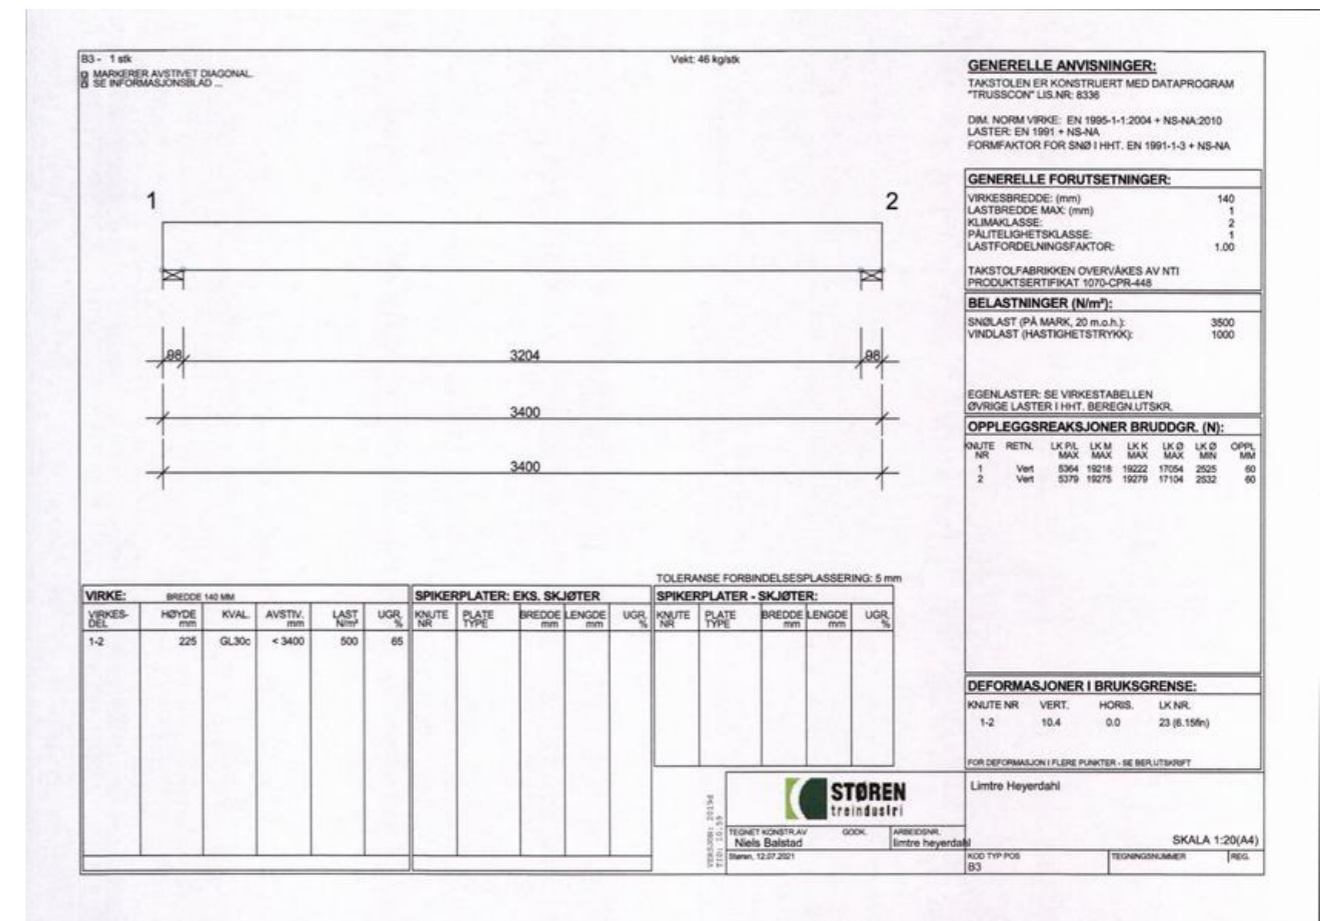 B3 - 1 stk
Vekt: 46 kg/stk
MARKERER AVSTIVET DIAGONAL.
SE INFORMASJONSBLAD ...
1
2
98
3204
98
3400
3400
TOLERANSE FORBINDELSESPLASSERING: 5 mm
VIRKE: BREDDE 140 MM
VIRKES-DEL HØYDE mm KVAL. AVSTIV. mm LAST N/m² UGR. %
1-2 225 GL30c < 3400 500 65
SPIKERPLATER: EKS. SKJØTER
KNUTE NR PLATE TYPE BREDDE mm LENGDE mm UGR. %
SPIKERPLATER - SKJØTER:
KNUTE NR PLATE TYPE BREDDE mm LENGDE mm UGR. %
GENERELLE ANVISNINGER:
TAKSTOLEN ER KONSTRUERT MED DATAPROGRAM
"TRUSSCON" LIS.NR: 8336
DIM. NORM VIRKE: EN 1995-1-1:2004 + NS-NA:2010
LASTER: EN 1991 + NS-NA
FORMFAKTOR FOR SNØ I HHT. EN 1991-1-3 + NS-NA
GENERELLE FORUTSETNINGER:
VIRKESBREDDE: (mm) 140
LASTBREDDE MAX: (mm) 1
KLIMAKLASSE: 2
PÅLITELIGHETSKLASSE: 1
LASTFORDELNINGSFAKTOR: 1.00
TAKSTOLFABRIKKEN OVERVÅKES AV NTI
PRODUKTSERTIFIKAT 1070-CPR-448
BELASTNINGER (N/m²):
SNØLAST (PÅ MARK, 20 m.o.h.): 3500
VINDLAST (HASTIGHETSTRYKK): 1000
EGENLASTER: SE VIRKESTABELLEN
ØVRIGE LASTER I HHT. BEREGN.UTSKR.
OPPLEGGSREAKSJONER BRUDDGR. (N):
KNUTE RETN. LK P/L LK M LK K LK Ø LK Ø OPPL
NR MAX MAX MAX MAX MIN MM
1 Vert 5364 19218 19222 17054 2525 60
2 Vert 5379 19275 19279 17104 2532 60
DEFORMASJONER I BRUKSGRENSE:
KNUTE NR VERT. HORIS. LK NR.
1-2 10.4 0.0 23 (6.15fin)
FOR DEFORMASJON I FLERE PUNKTER - SE BER.UTSKRIFT
VERSJON: 2019d
TID: 10,59
STØREN
treindustri
TEGNET KONSTR.AV GODK. ARBEIDSNR.
Niels Balstad limtre heyerdahl
Støren, 12.07.2021
Limtre Heyerdahl
SKALA 1:20(A4)
KOD TYP POS TEGNINGSNUMMER REG.
B3